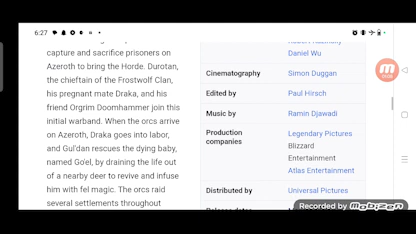 6:27
Daniel Wu
capture and sacrifice prisoners on
Azeroth to bring the Horde. Durotan,
the chieftain of the Frostwolf Clan,
his pregnant mate Draka, and his
friend Orgrim Doomhammer join this
initial warband. When the orcs arrive
on Azeroth, Draka goes into labor,
and Gul'dan rescues the dying baby,
named Go'el, by draining the life out
of a nearby deer to revive and infuse
him with fel magic. The orcs raid
several settlements throughout
Cinematography Simon Duggan
Edited by Paul Hirsch
Music by Ramin Djawadi
Production Legendary Pictures
companies Blizzard
Entertainment
Atlas Entertainment
Distributed by Universal Pictures
Recorded by Mobizen